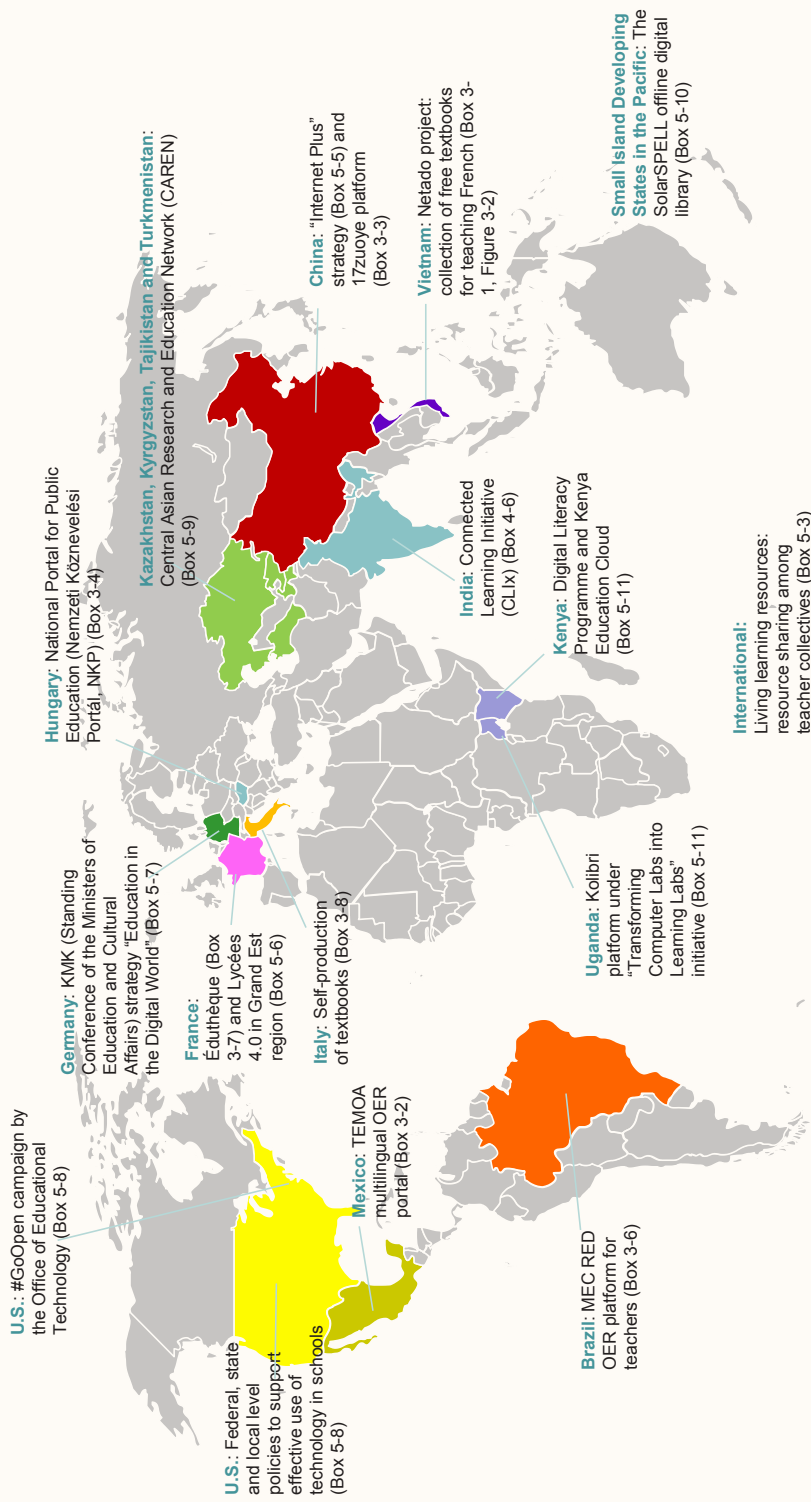 U.S.: #GoOpen campaign by
the Office of Educational
Technology (Box 5-8)
U.S.: Federal, state
and local level
policies to support
effective use of
technology in schools
(Box 5-8)
Mexico: TEMOA
multilingual OER
portal (Box 3-2)
Brazil: MEC RED
OER platform for
teachers (Box 3-6)
Germany: KMK (Standing
Conference of the Ministers of
Education and Cultural
Affairs) strategy “Education in
the Digital World” (Box 5-7)
France:
Éduthèque (Box
3-7) and Lycées
4.0 in Grand Est
region (Box 5-6)
Italy: Self-production
of textbooks (Box 3-8)
Hungary: National Portal for Public
Education (Nemzeti Köznevelési
Portál, NKP) (Box 3-4)
Kazakhstan, Kyrgyzstan, Tajikistan and Turkmenistan:
Central Asian Research and Education Network (CAREN)
(Box 5-9)
China: “Internet Plus”
strategy (Box 5-5) and
17zuoye platform
(Box 3-3)
Vietnam: Netado project:
collection of free textbooks
for teaching French (Box 3-
1, Figure 3-2)
India: Connected
Learning Initiative
(CLIx) (Box 4-6)
Kenya: Digital Literacy
Programme and Kenya
Education Cloud
(Box 5-11)
Uganda: Kolibri
platform under
“Transforming
Computer Labs into
Learning Labs”
initiative (Box 5-11)
Small Island Developing
States in the Pacific: The
SolarSPELL offline digital
library (Box 5-10)
International:
Living learning resources:
resource sharing among
teacher collectives (Box 5-3)